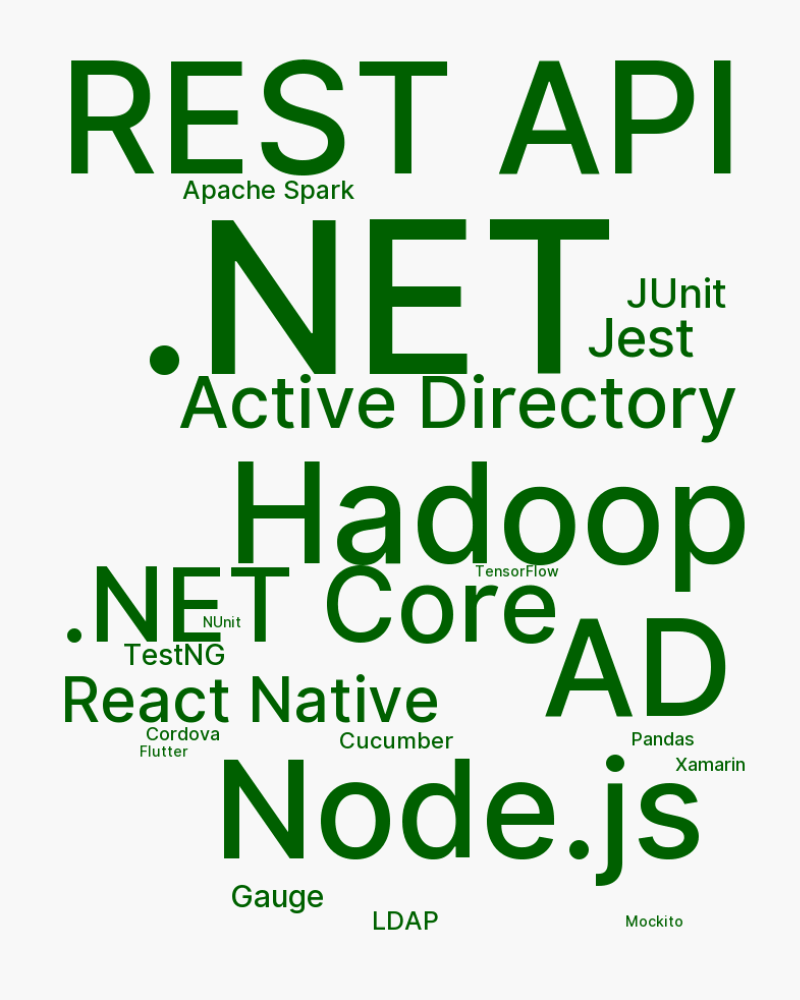 REST API
Apache Spark
.NET
JUnit
Jest
Active Directory
Hadoop
TensorFlow
.NET Core
NUnit
TestNG
AD
React Native
Cordova
Cucumber
Pandas
Flutter
Xamarin
Node.js
Gauge
LDAP
Mockito